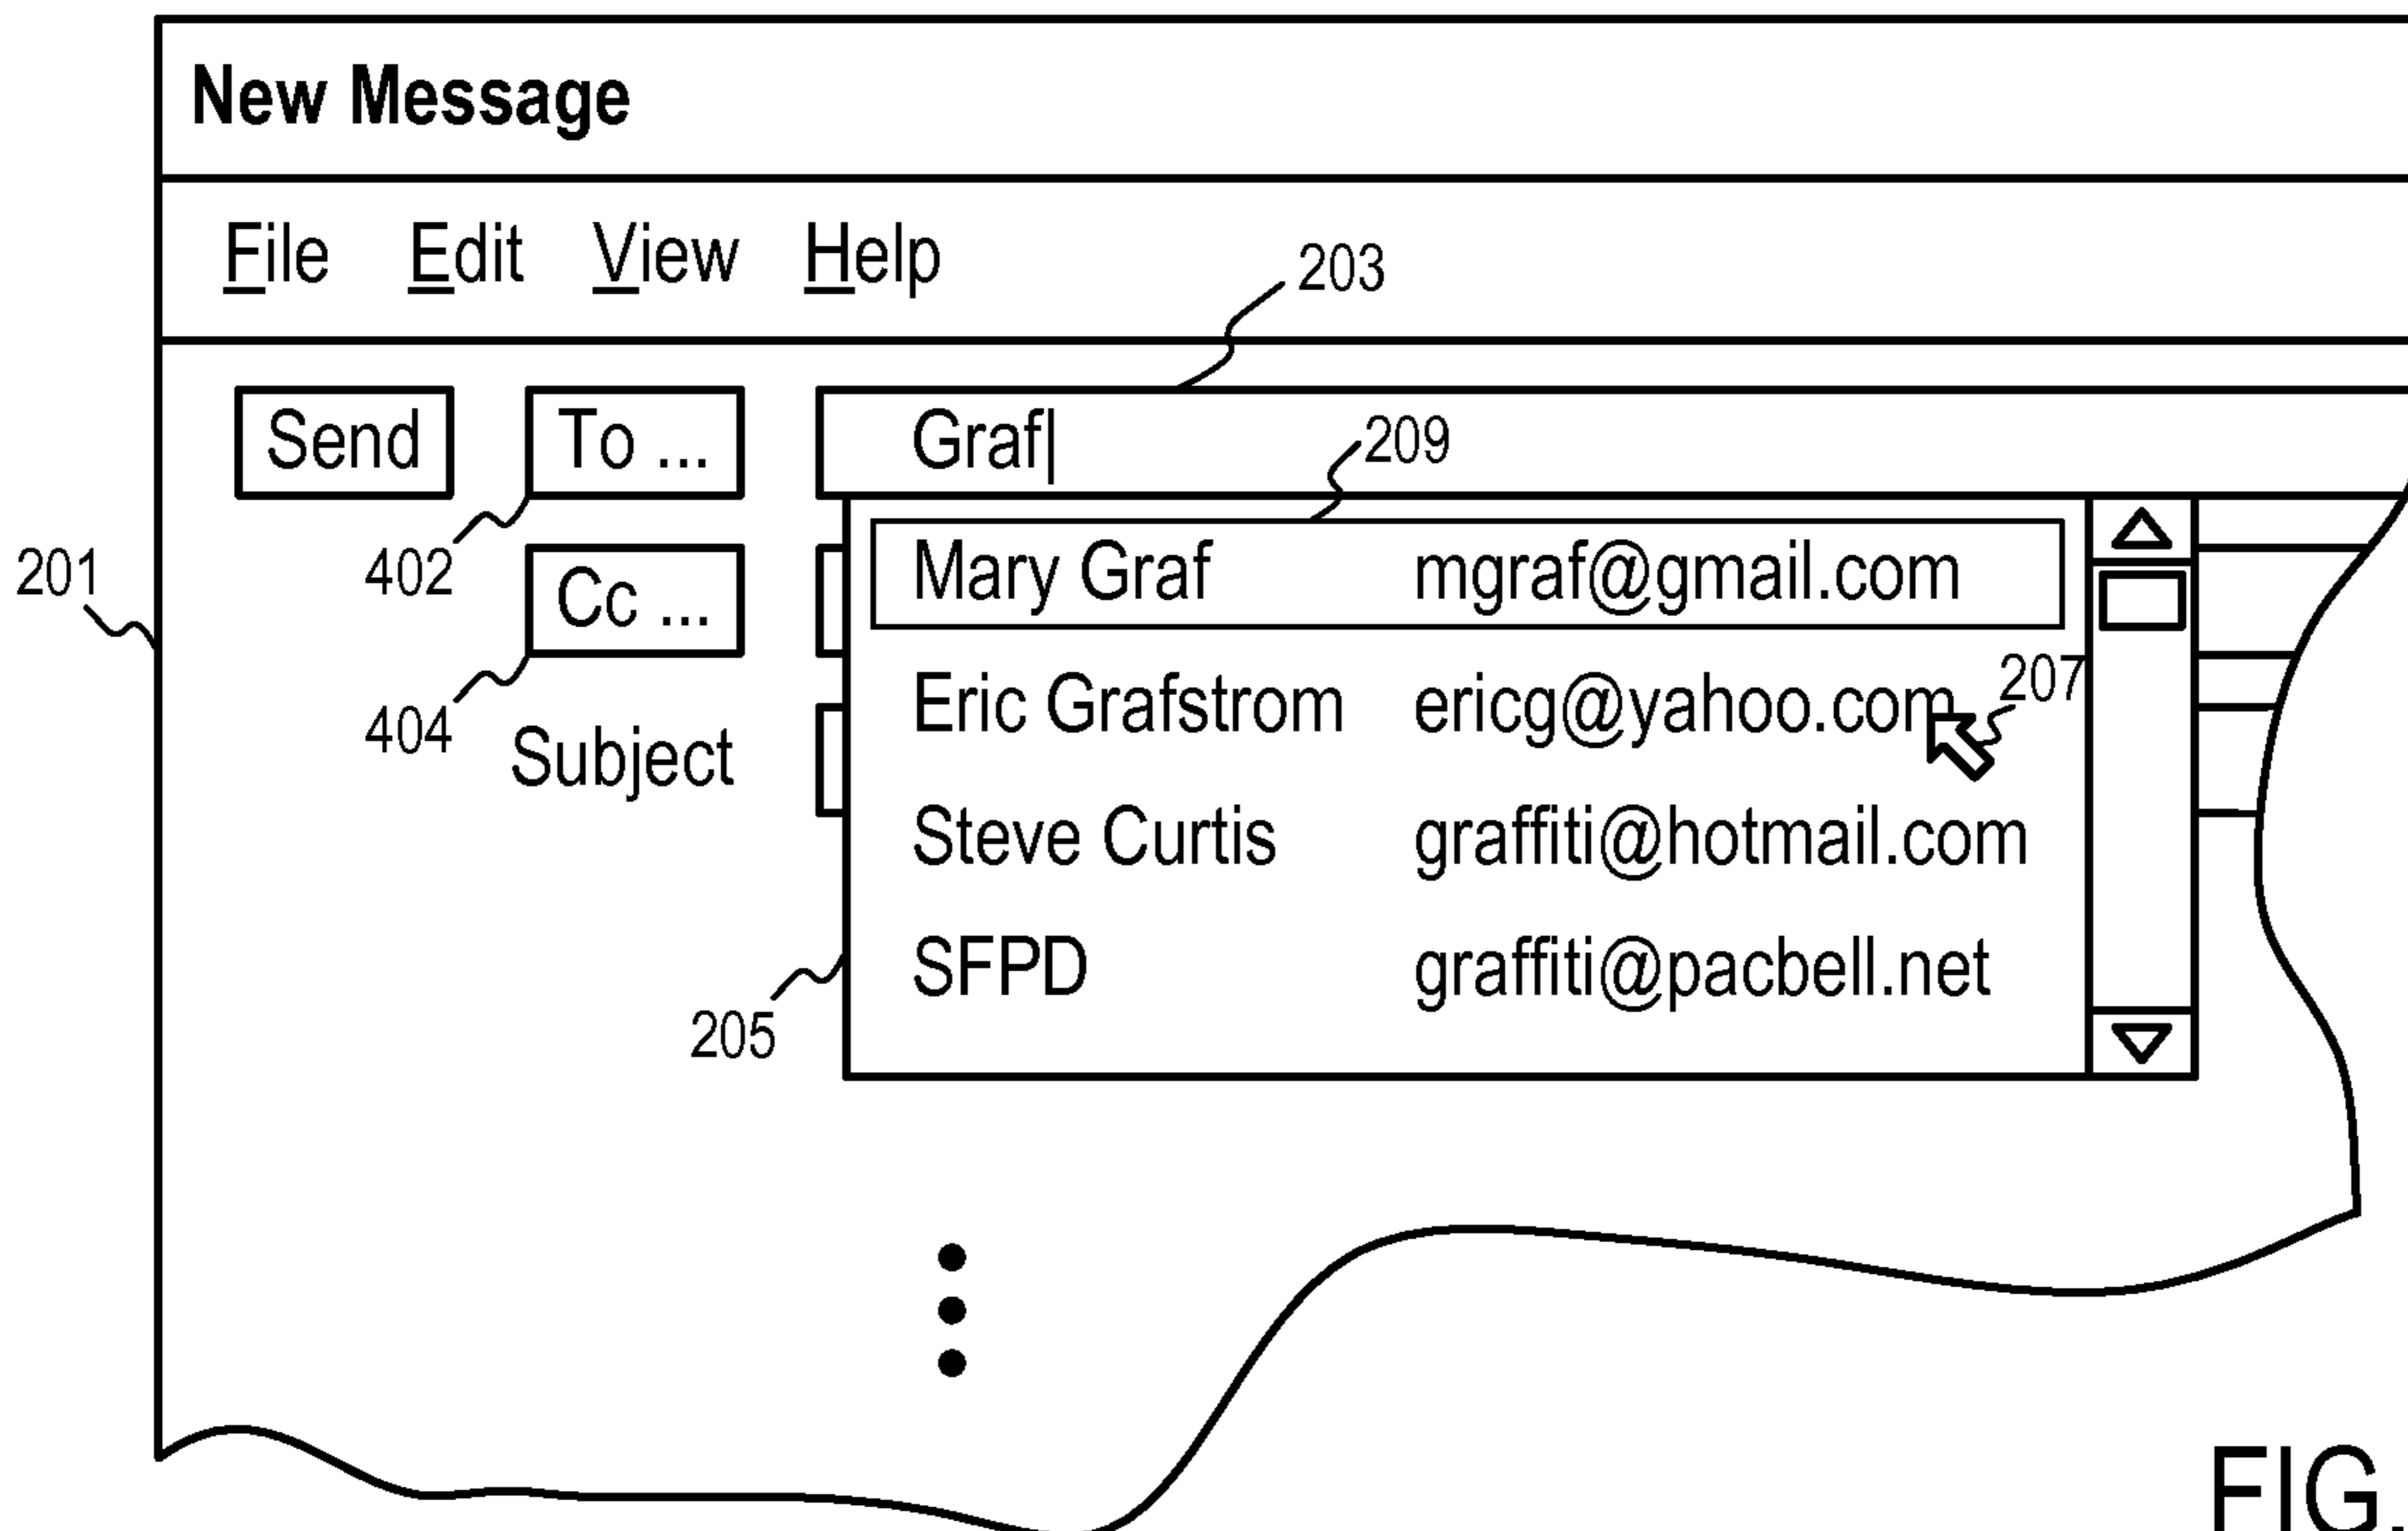 New Message
File Edit View Help
203
Send To ... Graf
209
201
402
Cc ...
Mary Graf mgraf@gmail.com
404
Eric Grafstrom ericg@yahoo.com
207
Subject
Steve Curtis graffiti@hotmail.com
SFPD graffiti@pacbell.net
205
FIG.